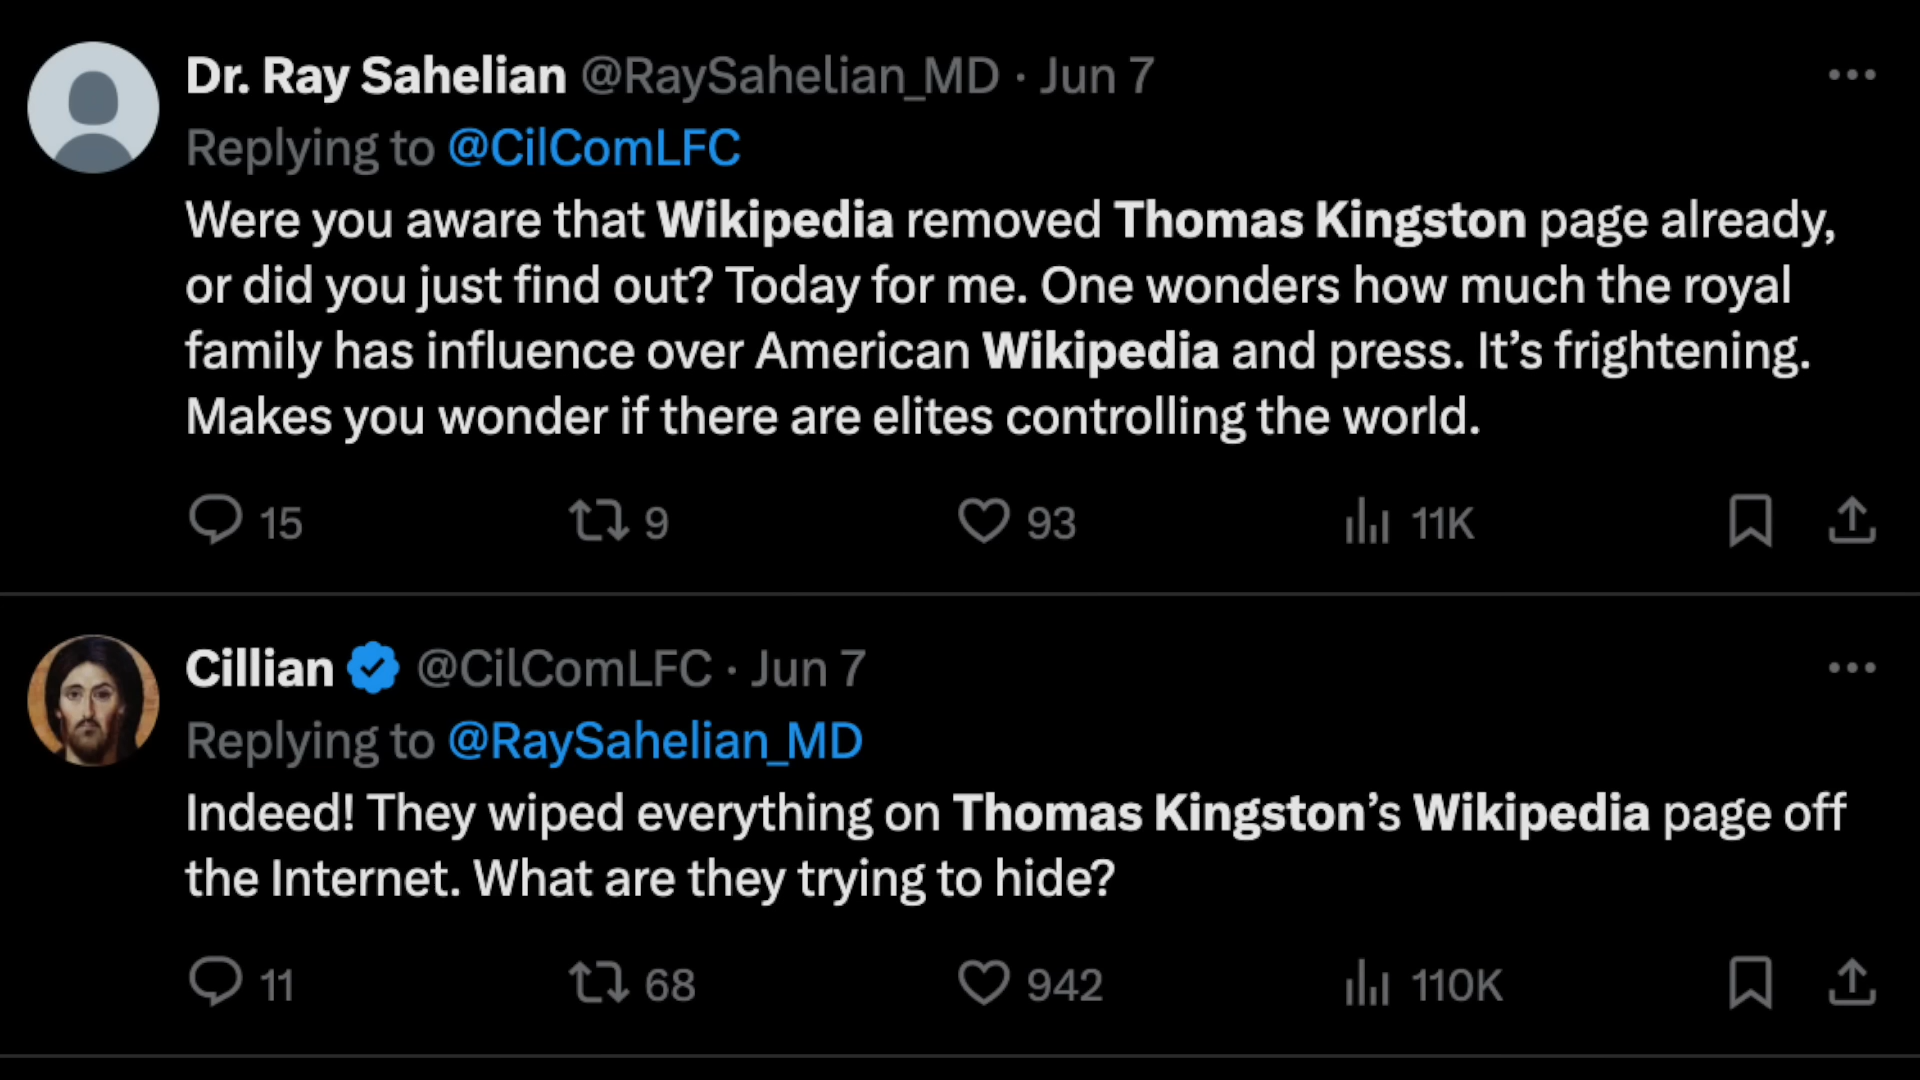 Dr. Ray Sahelian @RaySahelian_MD · Jun 7
Replying to @CilComLFC
Were you aware that Wikipedia removed Thomas Kingston page already,
or did you just find out? Today for me. One wonders how much the royal
family has influence over American Wikipedia and press. It’s frightening.
Makes you wonder if there are elites controlling the world.
15 9 93 11K
Cillian @CilComLFC · Jun 7
Replying to @RaySahelian_MD
Indeed! They wiped everything on Thomas Kingston’s Wikipedia page off
the Internet. What are they trying to hide?
11 68 942 110K